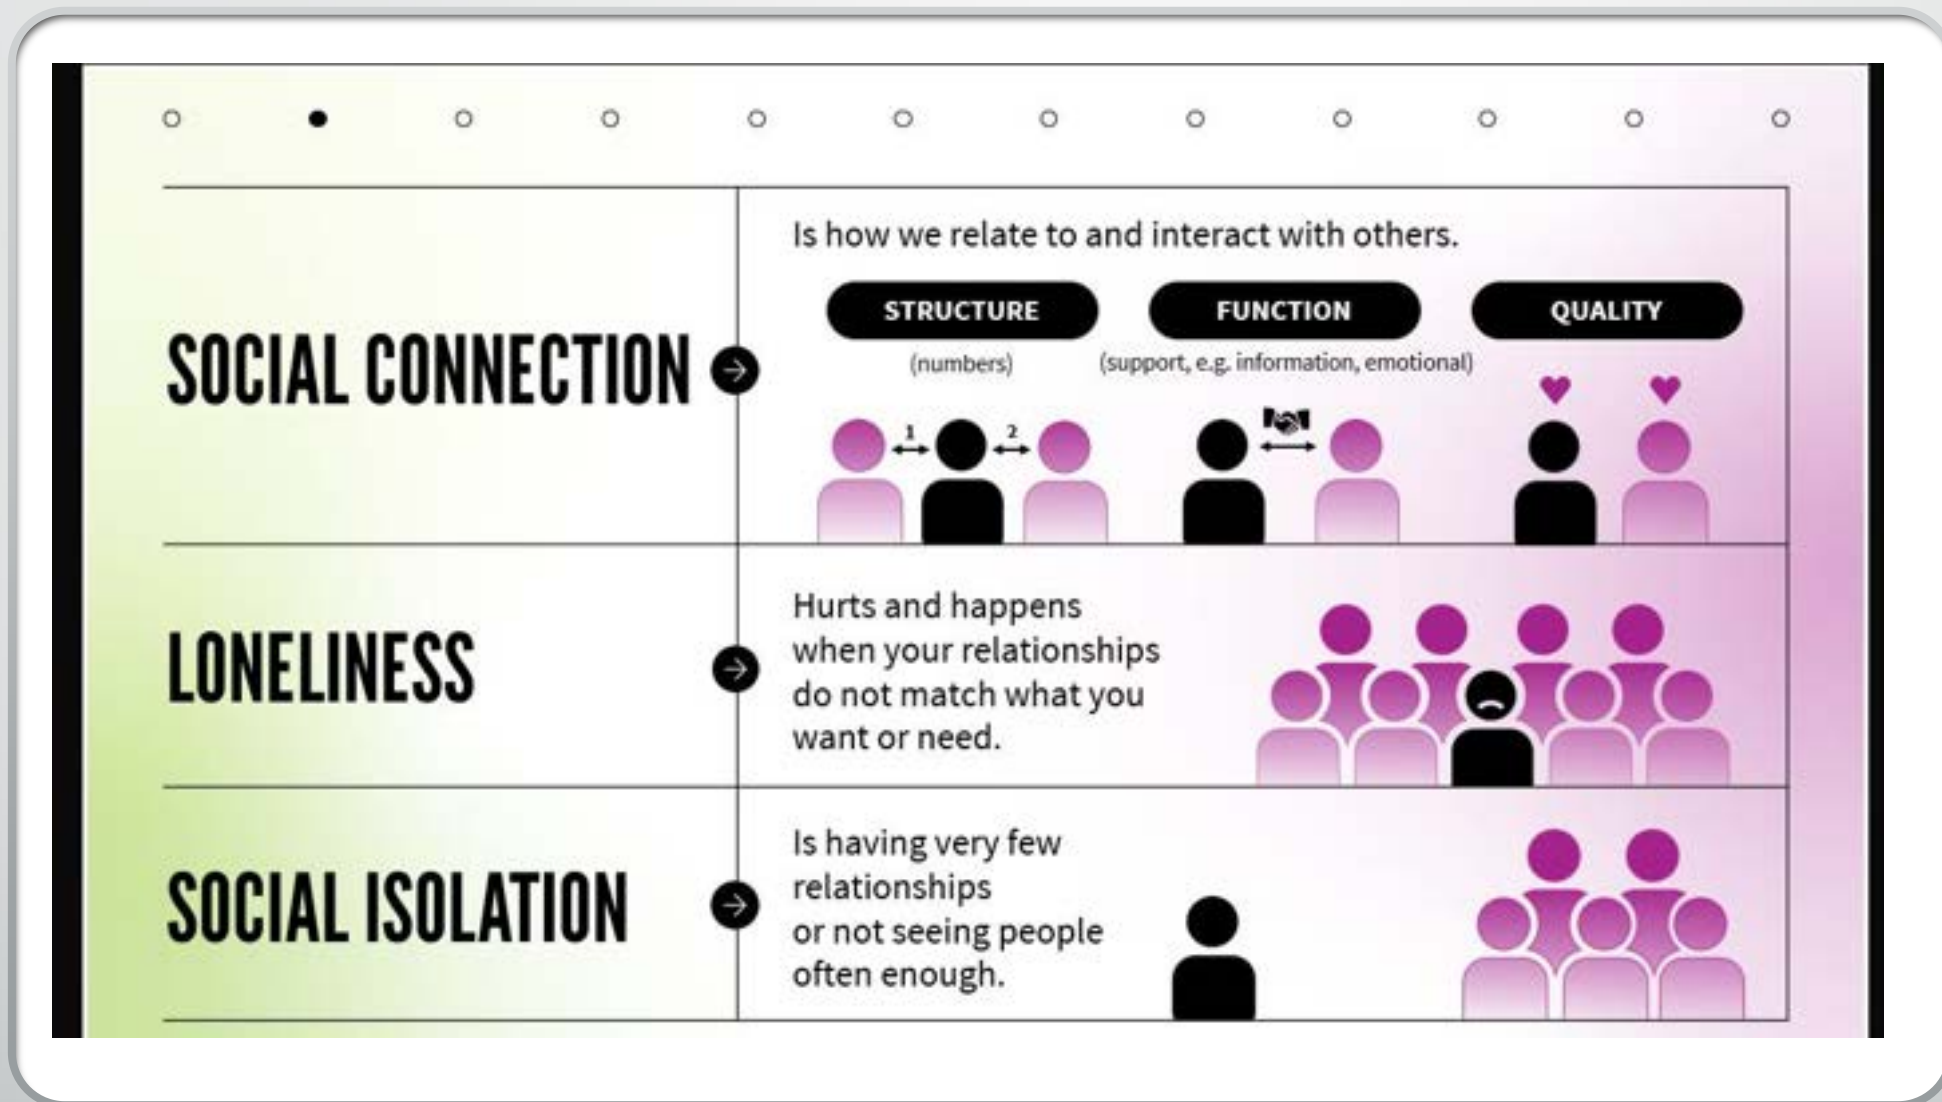 SOCIAL CONNECTION
Is how we relate to and interact with others.
STRUCTURE
FUNCTION
QUALITY
(numbers)
(support, e.g. information, emotional)
1
2
LONELINESS
Hurts and happens
when your relationships
do not match what you
want or need.
SOCIAL ISOLATION
Is having very few
relationships
or not seeing people
often enough.